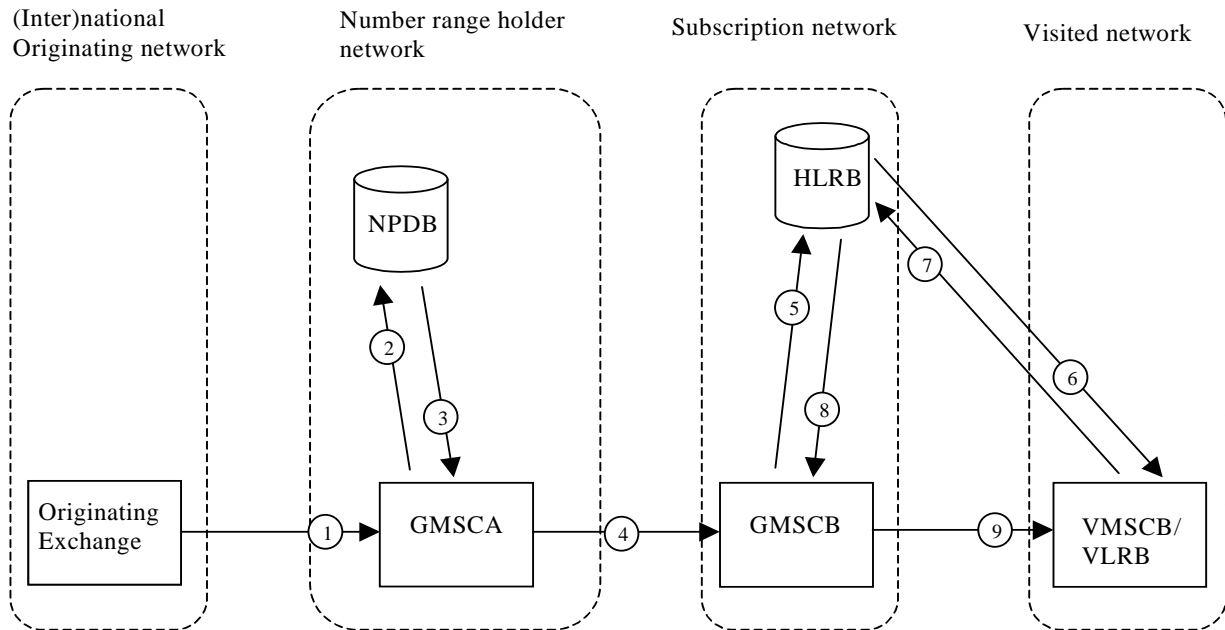 (Inter)national
Originating network
Number range holder
network
Subscription network
Visited network
NPDB
HLRB
2
3
5
8
7
6
Originating
Exchange
1
GMSCA
4
GMSCB
9
VMSCB/
VLRB